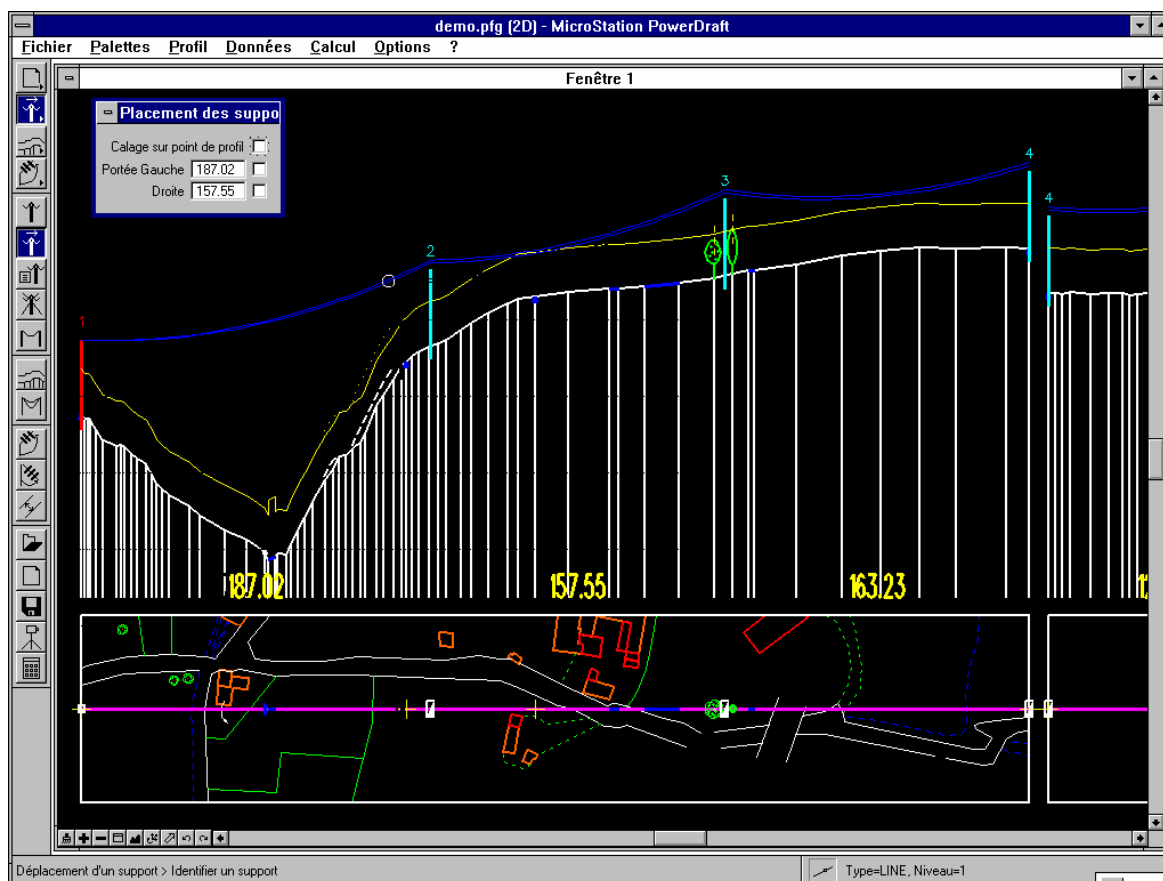 demo.pfg (2D) - MicroStation PowerDraft
Fichier Palettes Profil Données Calcul Options ?
Fenêtre 1
Placement des suppo
Calage sur point de profil
Portée Gauche 187.02
Droite 157.55
1
2
3
4
4
187.02
157.55
163.23
Déplacement d'un support > Identifier un support
Type=LINE, Niveau=1